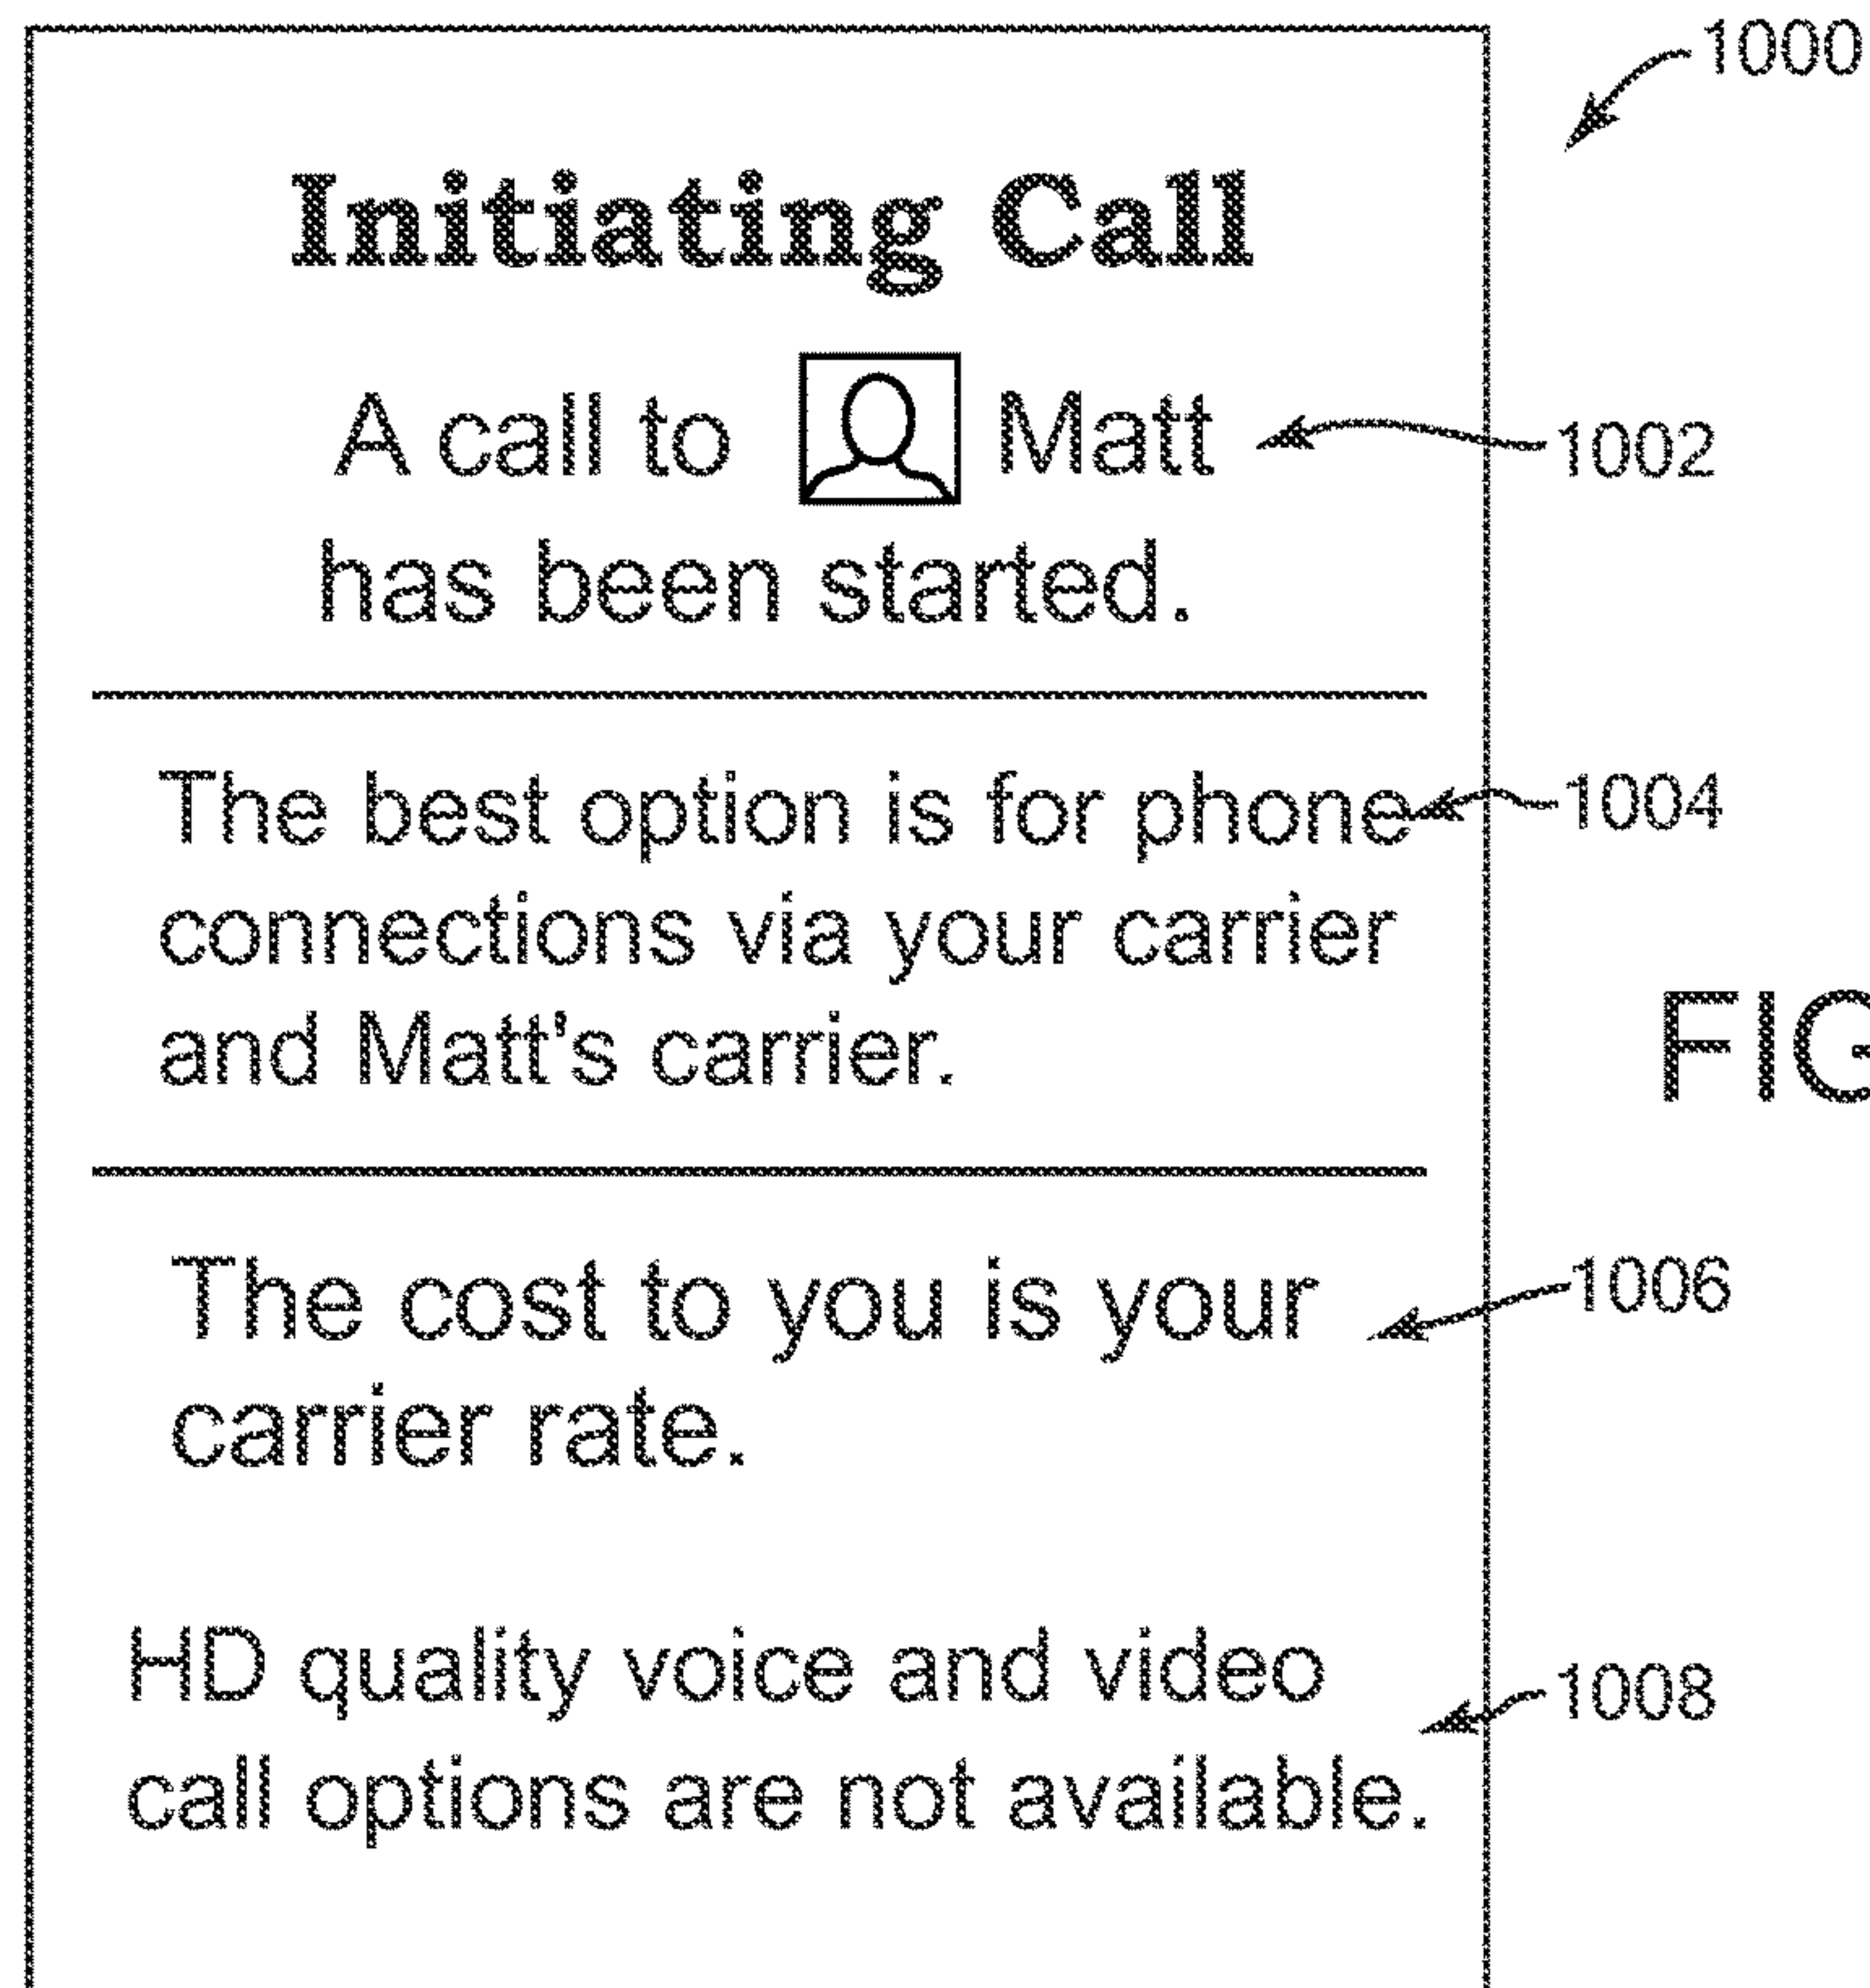 1000
Initiating Call
A call to Matt
1002
has been started.
The best option is for phone
1004
connections via your carrier
and Matt's carrier.
FIG
The cost to you is your
1006
carrier rate.
HD quality voice and video
1008
call options are not available.